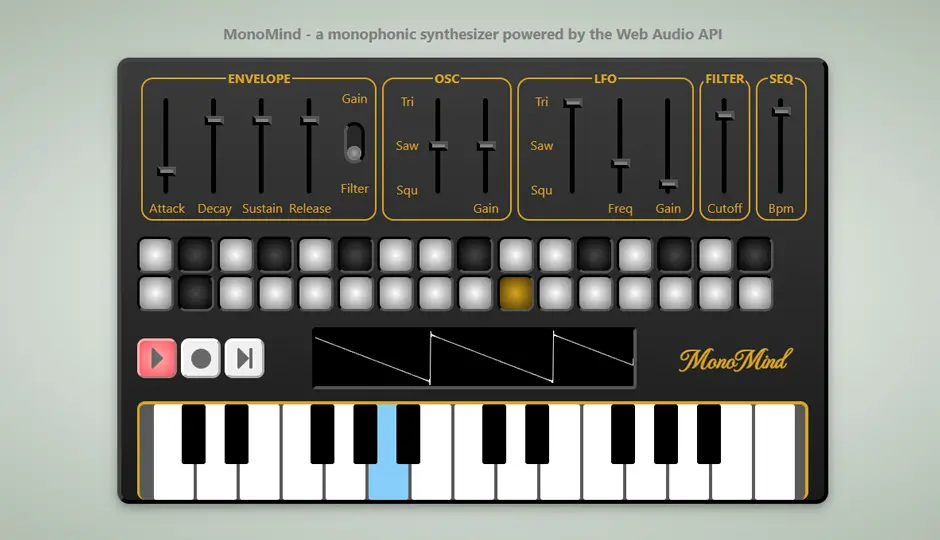 MonoMind - a monophonic synthesizer powered by the Web Audio API
ENVELOPE
Gain
Filter
Attack Decay Sustain Release
OSC
Tri
Saw
Squ
Gain
LFO
Tri
Saw
Squ
Freq Gain
FILTER
Cutoff
SEQ
Bpm
MonoMind